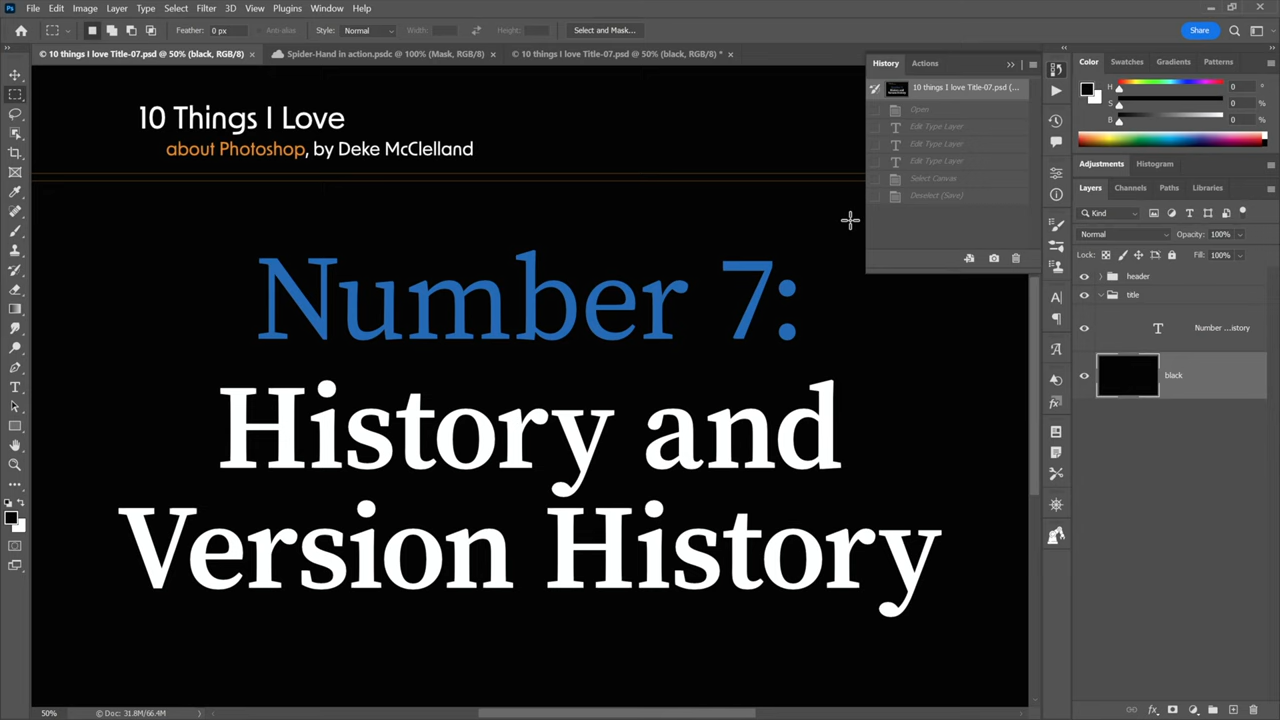 File Edit Image Layer Type Select Filter 3D View Plugins Window Help
Feather: 0 px Anti-alias Style: Normal Width: Height: Select and Mask... Share
© 10 things I love Title-07.psd @ 50% (black, RGB/8) × Spider-Hand in action.psdc @ 100% (Mask, RGB/8) × © 10 things I love Title-07.psd @ 50% (black, RGB/8) * ×
10 Things I Love
about Photoshop, by Deke McClelland
Number 7:
History and
Version History
History Actions
10 things I love Title-07.psd (...
Open
Edit Type Layer
Edit Type Layer
Edit Type Layer
Select Canvas
Deselect (Save)
Color Swatches Gradients Patterns
H 0 °
S 0 %
B 0 %
Adjustments Histogram
Layers Channels Paths Libraries
Kind
Normal Opacity: 100%
Lock: Fill: 100%
header
title
T Number ...istory
black
50% © Doc: 31.8M/66.4M